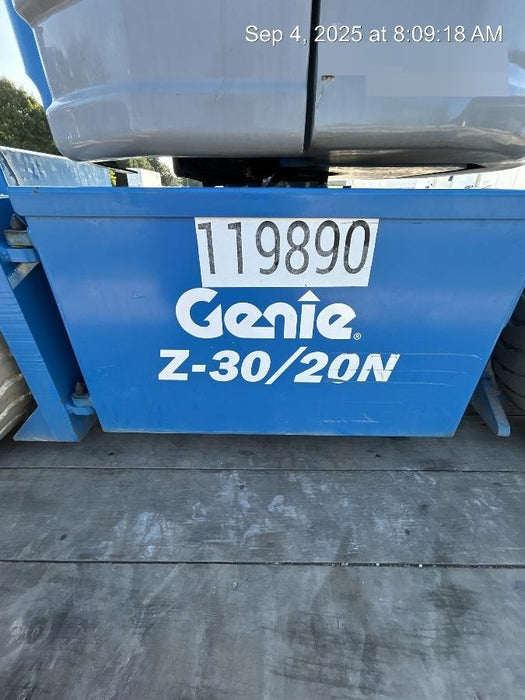 Sep 4, 2025 at 8:09:18 AM
119890
Genie®
Z-30/20N